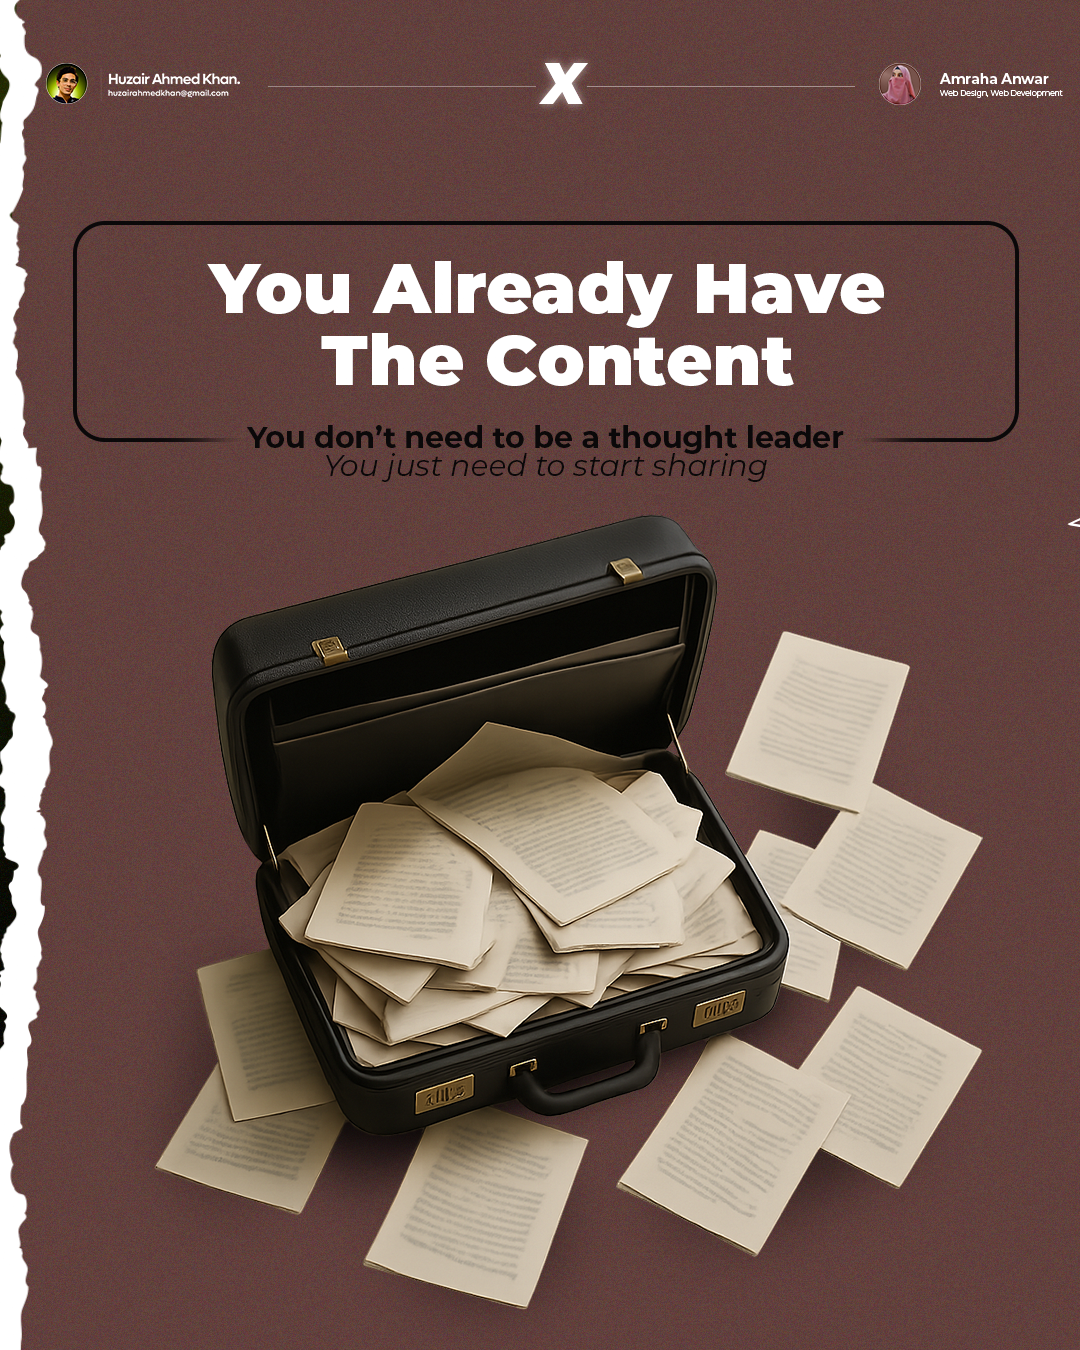 Huzair Ahmed Khan.
huzairahmedkhan@gmail.com
X
Amraha Anwar
Web Design, Web Development
You Already Have
The Content
You don't need to be a thought leader
You just need to start sharing